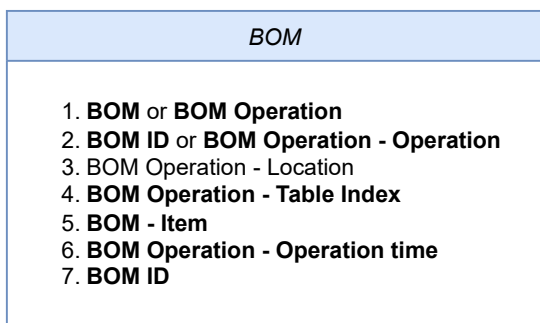 BOM
1. BOM or BOM Operation
2. BOM ID or BOM Operation - Operation
3. BOM Operation - Location
4. BOM Operation - Table Index
5. BOM - Item
6. BOM Operation - Operation time
7. BOM ID